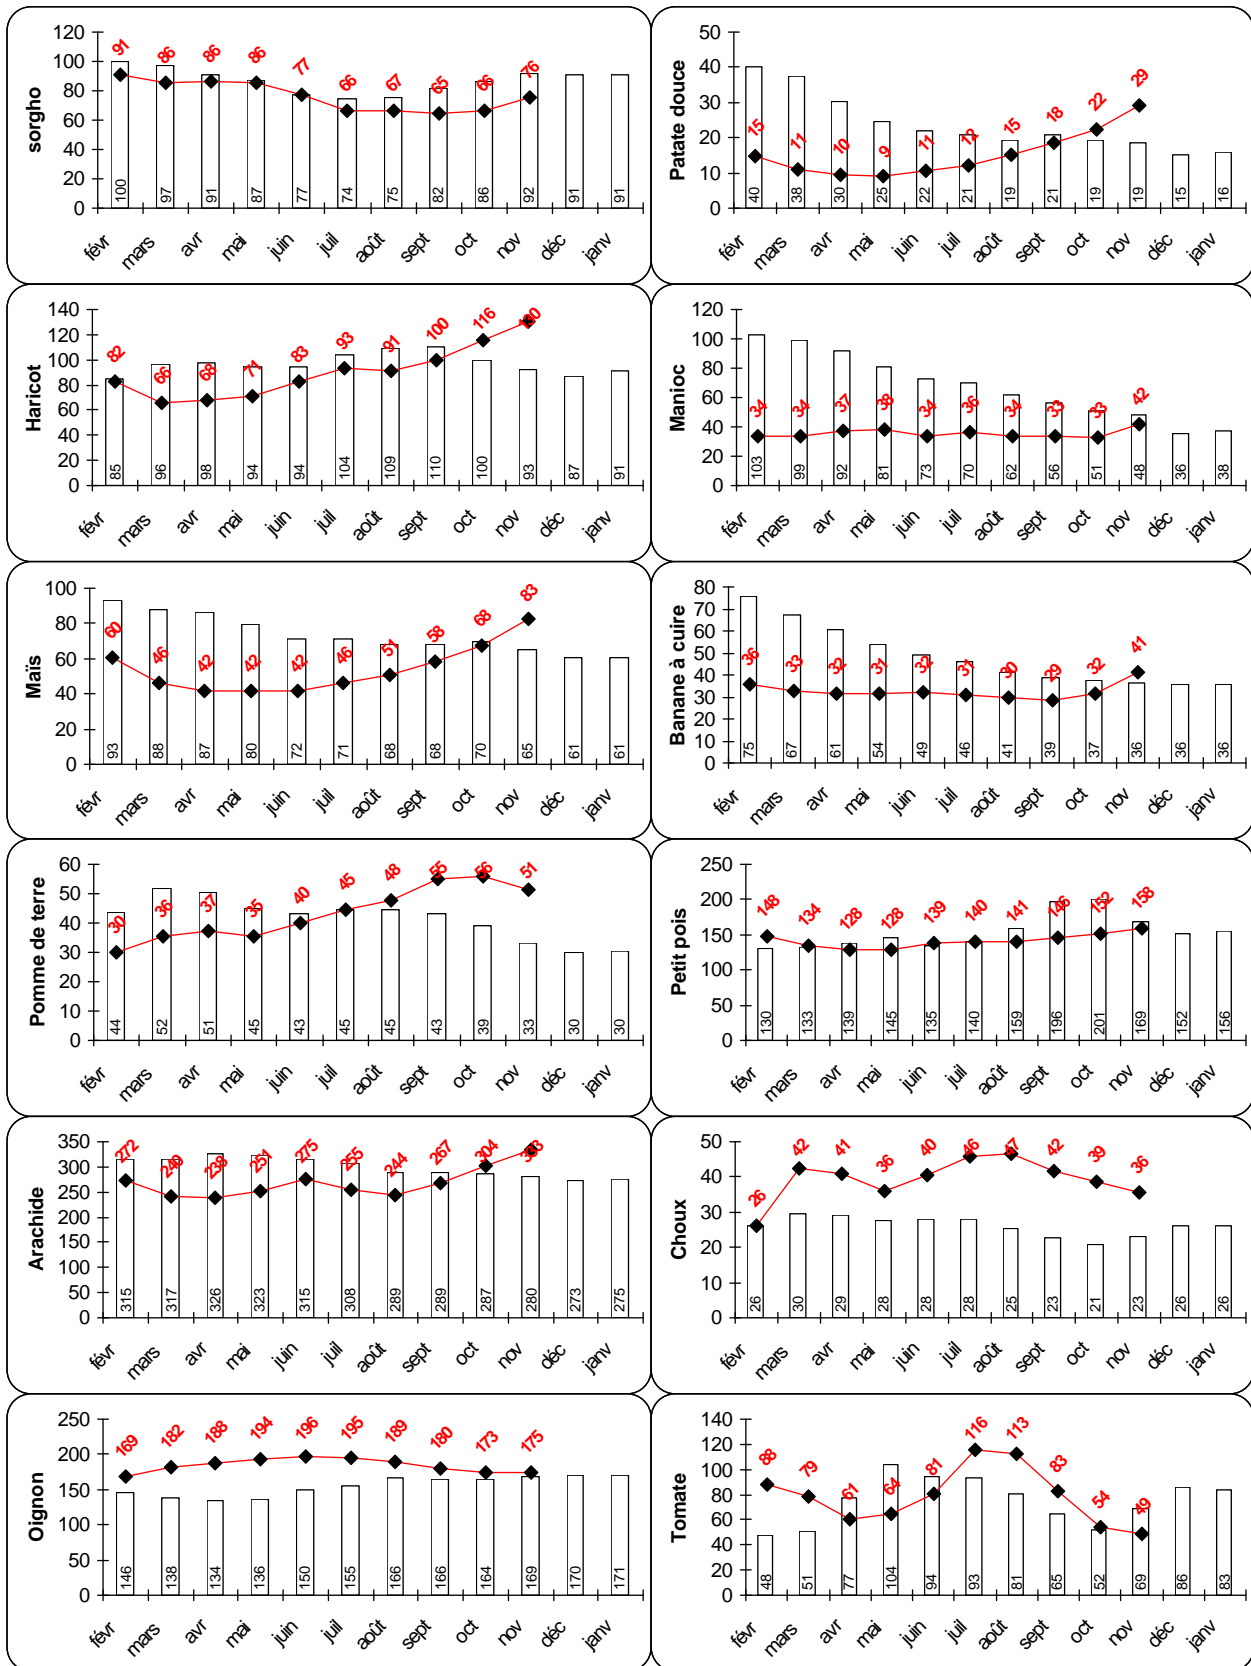 sorgho
120
100
80
60
40
20
0
91 86 86 86 77 66 67 65 66 76
100 97 91 87 77 74 75 82 86 92 91 91
févr mars avr mai juin juil août sept oct nov déc janv
Patate douce
50
40
30
20
10
0
15 11 10 9 11 12 15 18 22 29
40 38 30 25 22 21 19 21 19 19 15 16
févr mars avr mai juin juil août sept oct nov déc janv
Haricot
140
120
100
80
60
40
20
0
82 66 68 71 83 93 91 100 116
85 96 98 94 94 104 109 110 100 93 87 91
févr mars avr mai juin juil août sept oct nov déc janv
Manioc
120
100
80
60
40
20
0
34 34 37 38 34 36 34 33 33 42
103 99 92 81 73 70 62 56 51 48 36 38
févr mars avr mai juin juil août sept oct nov déc janv
Maïs
100
80
60
40
20
0
60 46 42 42 42 46 51 58 68 83
93 88 87 80 72 71 68 68 70 65 61 61
févr mars avr mai juin juil août sept oct nov déc janv
Banane à cuire
80
70
60
50
40
30
20
10
0
36 33 32 31 32 31 30 29 32 41
75 67 61 54 49 46 41 39 37 36 36 36
févr mars avr mai juin juil août sept oct nov déc janv
Pomme de terre
60
50
40
30
20
10
0
30 36 37 35 40 45 48 55 56 51
44 52 51 45 43 45 45 43 39 33 30 30
févr mars avr mai juin juil août sept oct nov déc janv
Petit pois
250
200
150
100
50
0
148 134 128 128 139 140 141 146 152 158
130 133 139 145 135 140 159 196 201 169 152 156
févr mars avr mai juin juil août sept oct nov déc janv
Arachide
350
300
250
200
150
100
50
0
272 240 238 251 275 255 244 267 304
315 317 326 323 315 308 289 289 287 280 273 275
févr mars avr mai juin juil août sept oct nov déc janv
Choux
50
40
30
20
10
0
26 42 41 36 40 46 47 42 39 36
26 30 29 28 28 28 25 23 21 23 26 26
févr mars avr mai juin juil août sept oct nov déc janv
Oignon
250
200
150
100
50
0
169 182 188 194 196 195 189 180 173 175
146 138 134 136 150 155 166 166 164 169 170 171
févr mars avr mai juin juil août sept oct nov déc janv
Tomate
140
120
100
80
60
40
20
0
88 79 61 64 81 116 113 83 54 49
48 51 77 104 94 93 81 65 52 69 86 83
févr mars avr mai juin juil août sept oct nov déc janv